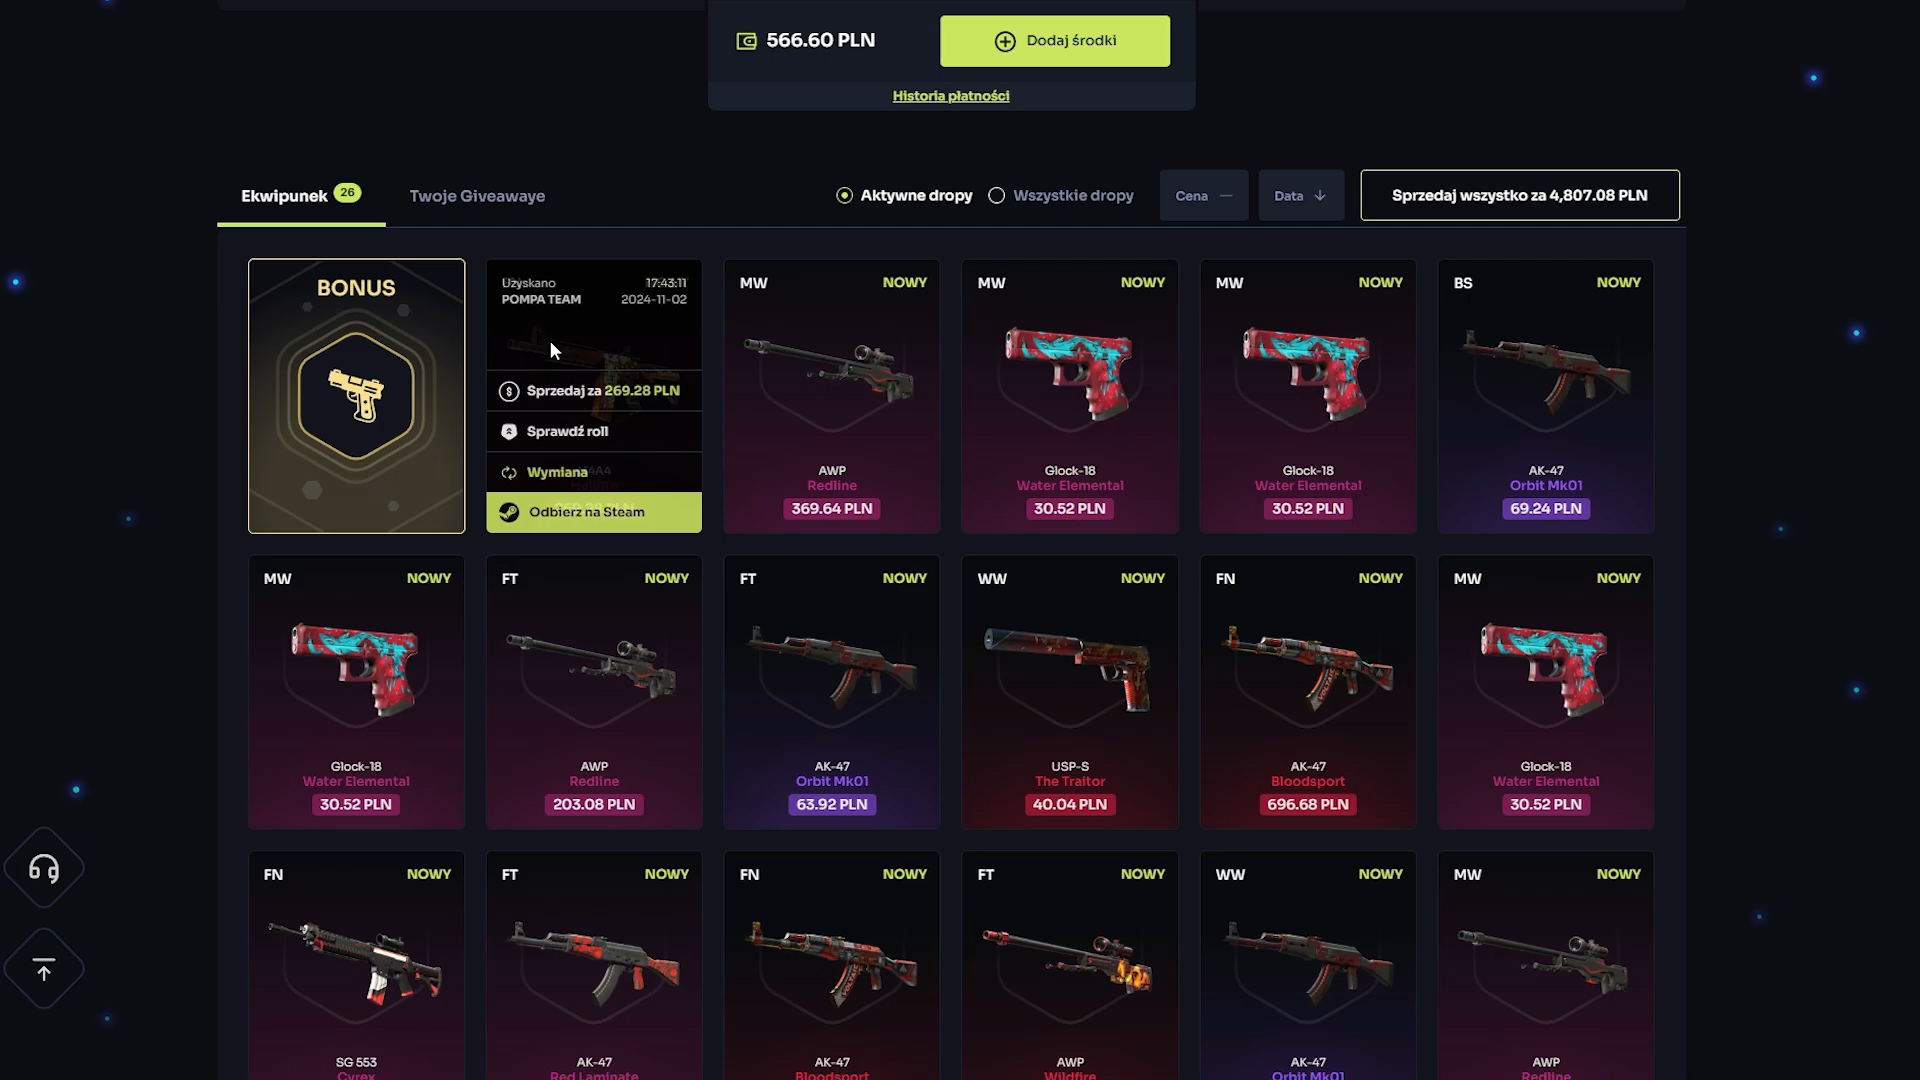 566.60 PLN
Dodaj środki
Historia płatności
Ekwipunek 26
Twoje Giveawaye
Aktywne dropy
Wszystkie dropy
Cena
Data
Sprzedaj wszystko za 4,807.08 PLN
BONUS
Uzyskano 17:43:11
POMPA TEAM 2024-11-02
Sprzedaj za 269.28 PLN
Sprawdź roll
Wymiana
Odbierz na Steam
MW NOWY
AWP
Redline
369.64 PLN
MW NOWY
Glock-18
Water Elemental
30.52 PLN
MW NOWY
Glock-18
Water Elemental
30.52 PLN
BS NOWY
AK-47
Orbit Mk01
69.24 PLN
MW NOWY
Glock-18
Water Elemental
30.52 PLN
FT NOWY
AWP
Redline
203.08 PLN
FT NOWY
AK-47
Orbit Mk01
63.92 PLN
WW NOWY
USP-S
The Traitor
40.04 PLN
FN NOWY
AK-47
Bloodsport
696.68 PLN
MW NOWY
Glock-18
Water Elemental
30.52 PLN
FN NOWY
SG 553
Cyrex
FT NOWY
AK-47
Red Laminate
FN NOWY
AK-47
Bloodsport
FT NOWY
AWP
Wildfire
WW NOWY
AK-47
Orbit Mk01
MW NOWY
AWP
Redline